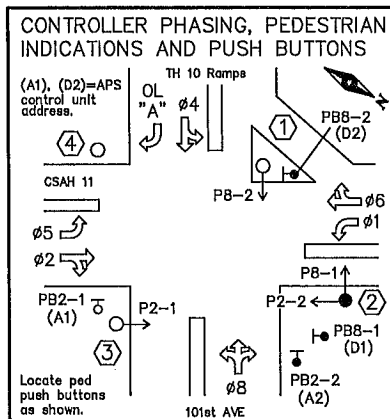 CONTROLLER PHASING, PEDESTRIAN
INDICATIONS AND PUSH BUTTONS
TH 10 Ramps
(A1), (D2)=APS
control unit
address.
OL
"A"
ø4
1
PB8-2
(D2)
Z
4
P8-2
CSAH 11
ø6
ø1
ø5
ø2
P8-1
PB2-1
(A1)
P2-1
P2-2
2
3
PB8-1
(D1)
ø8
PB2-2
(A2)
Locate ped
push buttons
as shown.
101st AVE